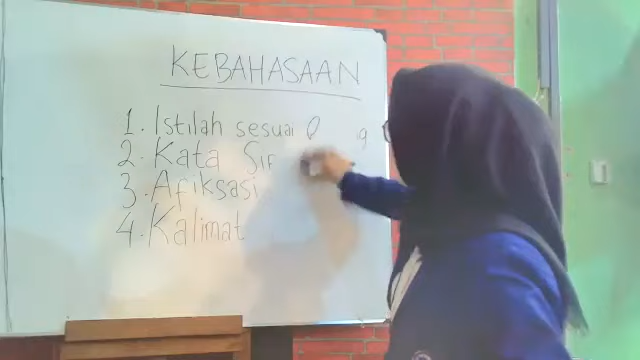 KEBAHASAAN
1. Istilah sesuai
2. Kata
3. Afiksasi
4. Kalimat